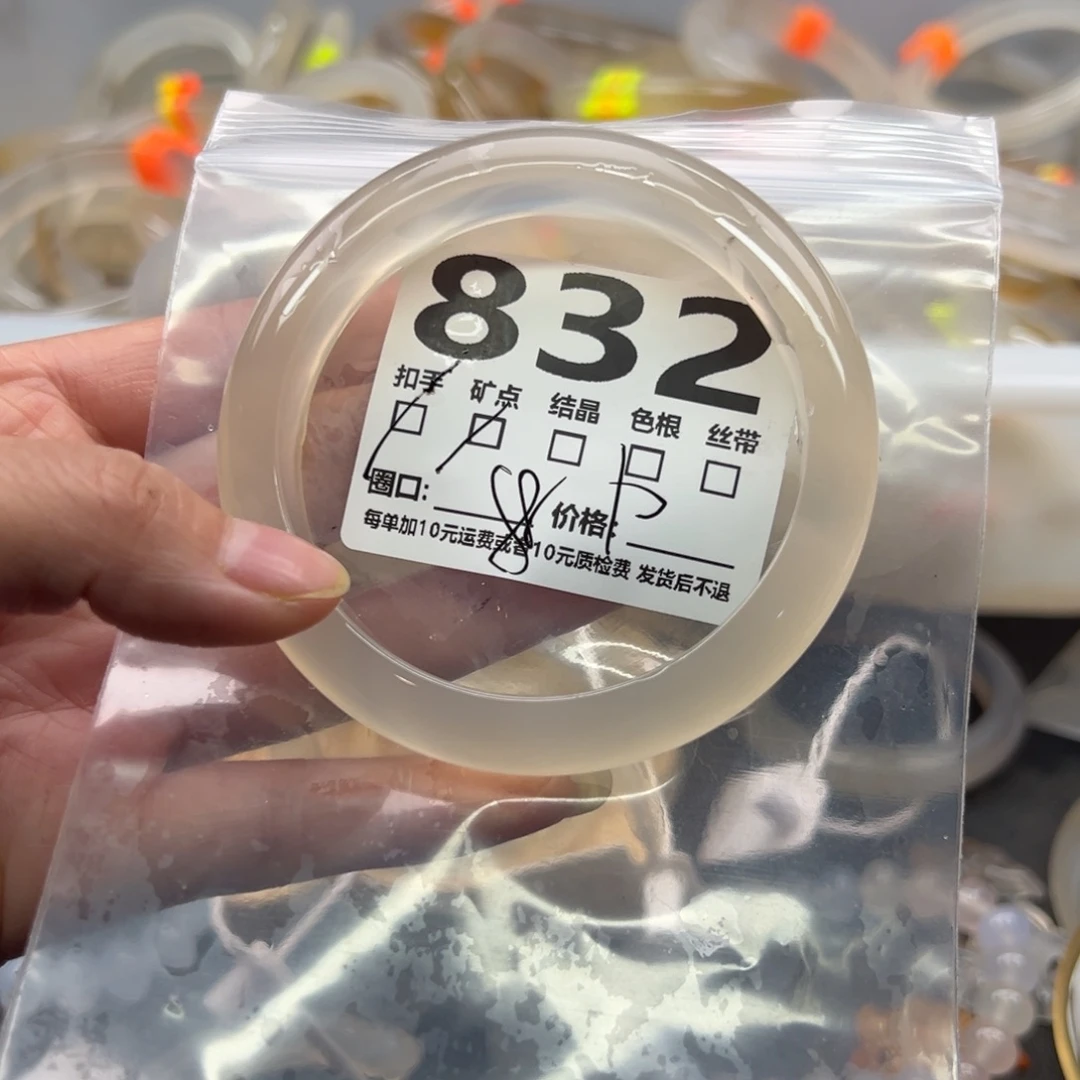 832
扣手 矿点 结晶 色根 丝带
圈口: 价格:
每单加10元运费或者10元质检费 发货后不退